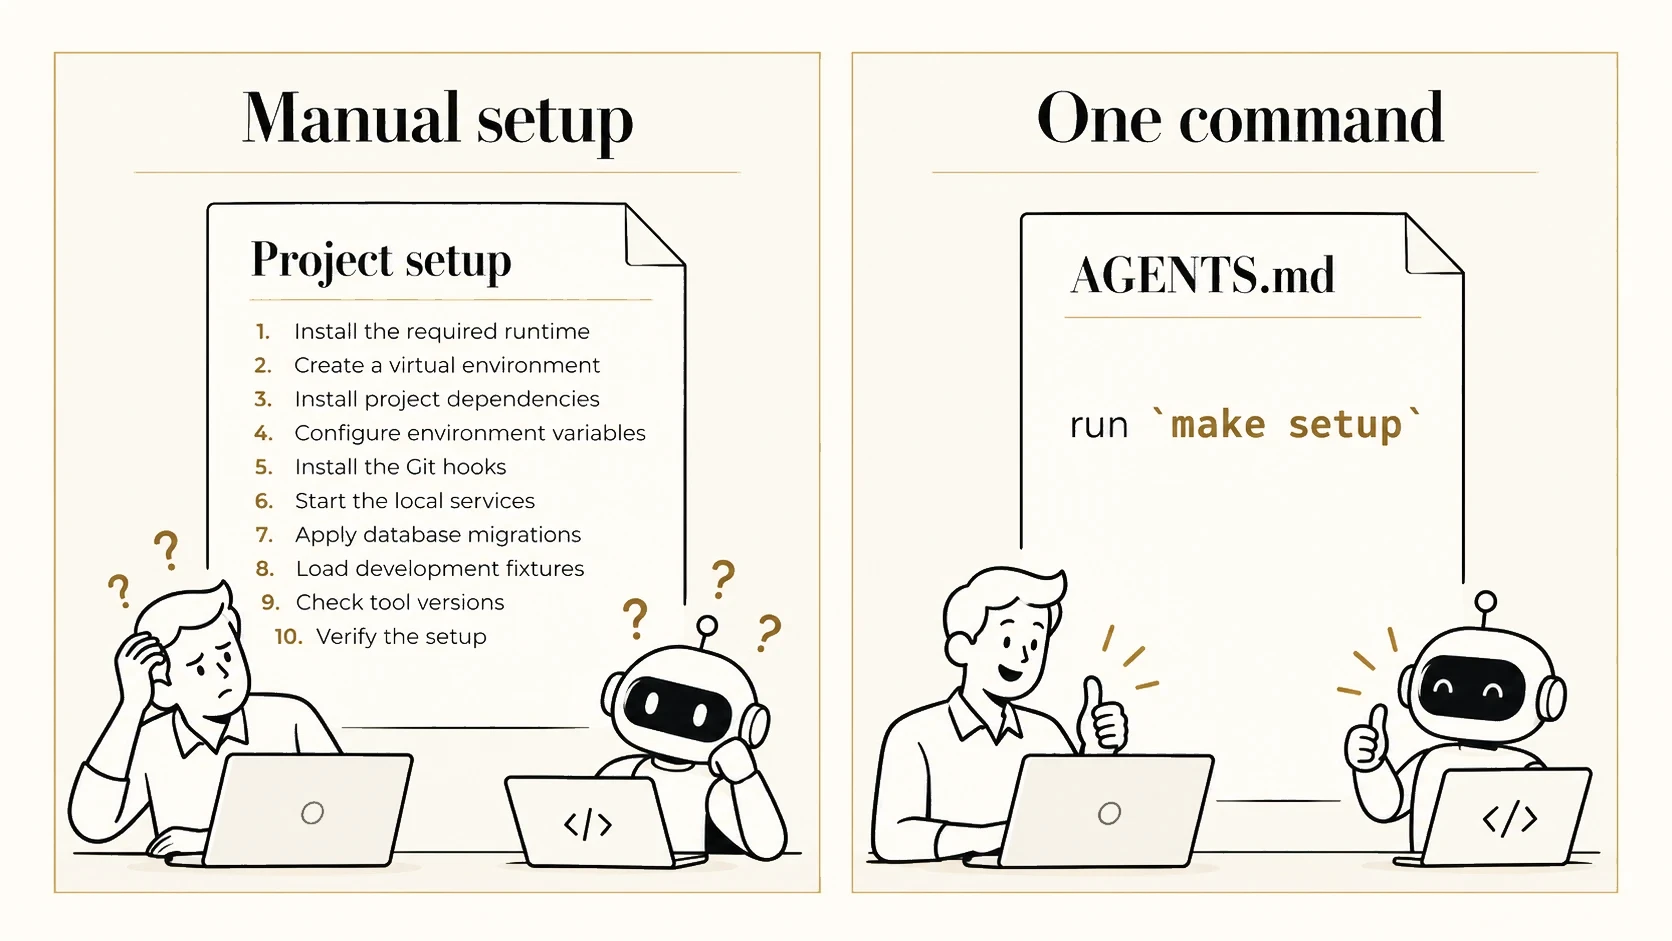 Manual setup
Project setup
1. Install the required runtime
2. Create a virtual environment
3. Install project dependencies
4. Configure environment variables
5. Install the Git hooks
6. Start the local services
7. Apply database migrations
8. Load development fixtures
9. Check tool versions
10. Verify the setup
? ?
? ? ?
</>
One command
AGENTS.md
run `make setup`
</>